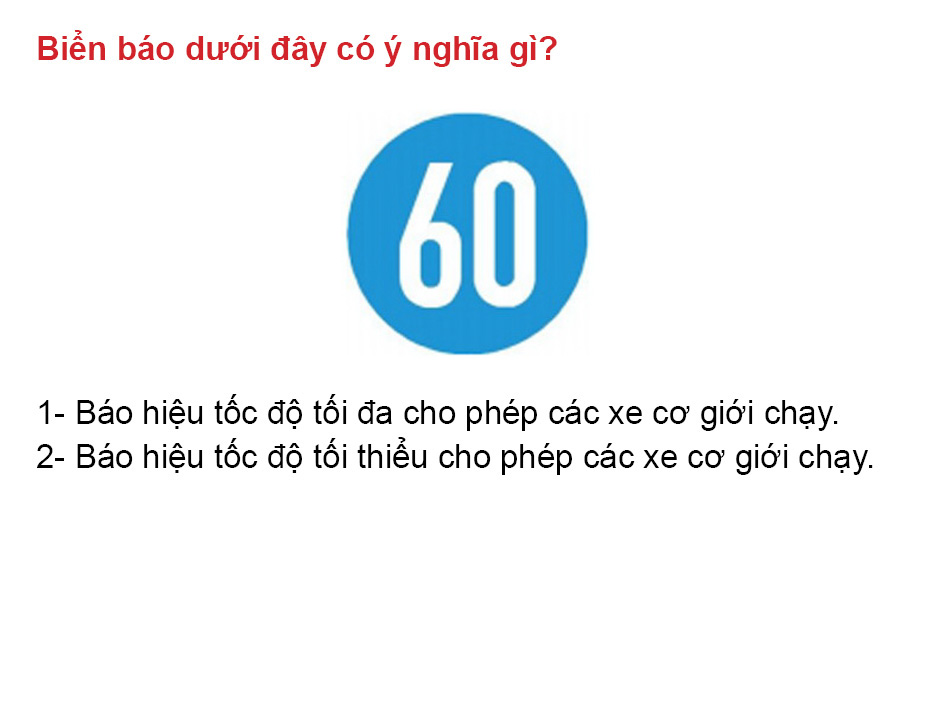 Biển báo dưới đây có ý nghĩa gì?
60
1- Báo hiệu tốc độ tối đa cho phép các xe cơ giới chạy.
2- Báo hiệu tốc độ tối thiểu cho phép các xe cơ giới chạy.